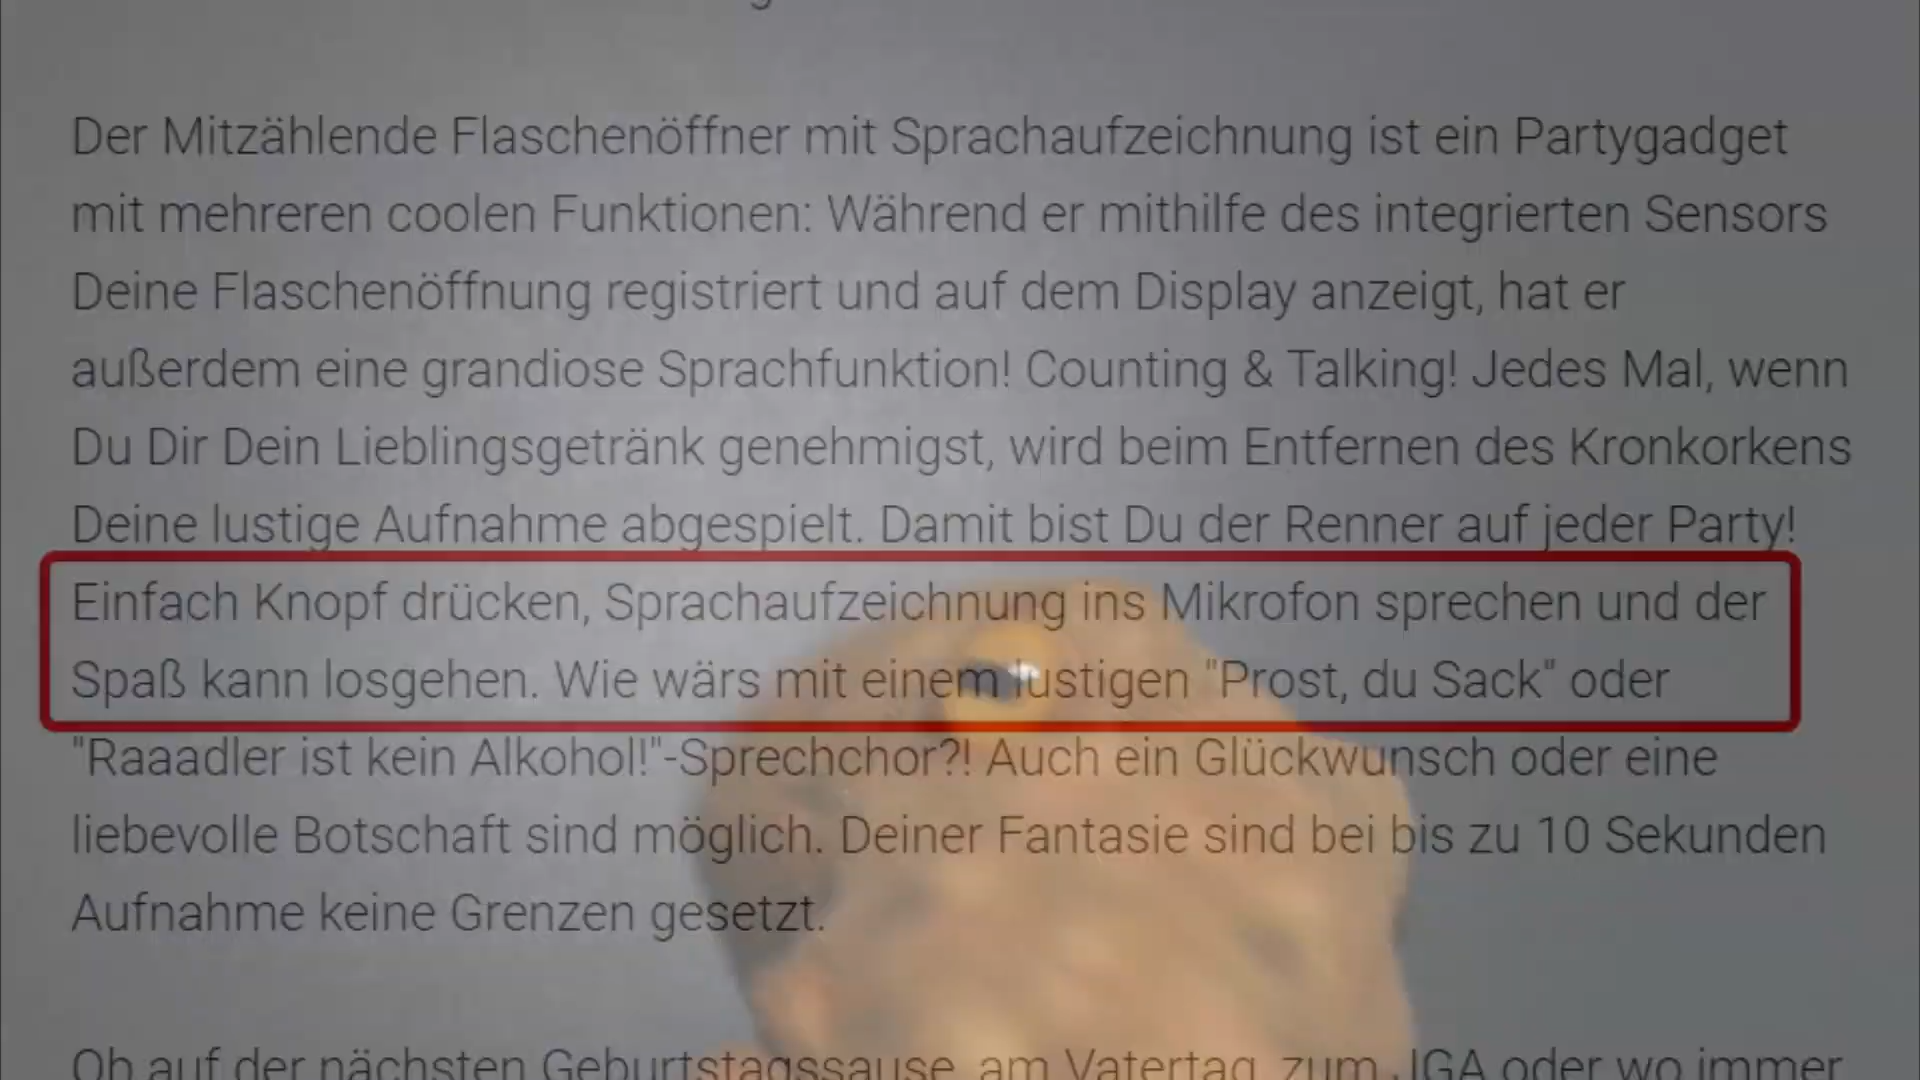 Der Mitzählende Flaschenöffner mit Sprachaufzeichnung ist ein Partygadget
mit mehreren coolen Funktionen: Während er mithilfe des integrierten Sensors
Deine Flaschenöffnung registriert und auf dem Display anzeigt, hat er
außerdem eine grandiose Sprachfunktion! Counting & Talking! Jedes Mal, wenn
Du Dir Dein Lieblingsgetränk genehmigst, wird beim Entfernen des Kronkorkens
Deine lustige Aufnahme abgespielt. Damit bist Du der Renner auf jeder Party!
Einfach Knopf drücken, Sprachaufzeichnung ins Mikrofon sprechen und der
Spaß kann losgehen. Wie wärs mit einem lustigen "Prost, du Sack" oder
"Raaadler ist kein Alkohol!"-Sprechchor?! Auch ein Glückwunsch oder eine
liebevolle Botschaft sind möglich. Deiner Fantasie sind bei bis zu 10 Sekunden
Aufnahme keine Grenzen gesetzt.
Ob auf der nächsten Geburtstagssause, am Vatertag, zum JGA oder wo immer